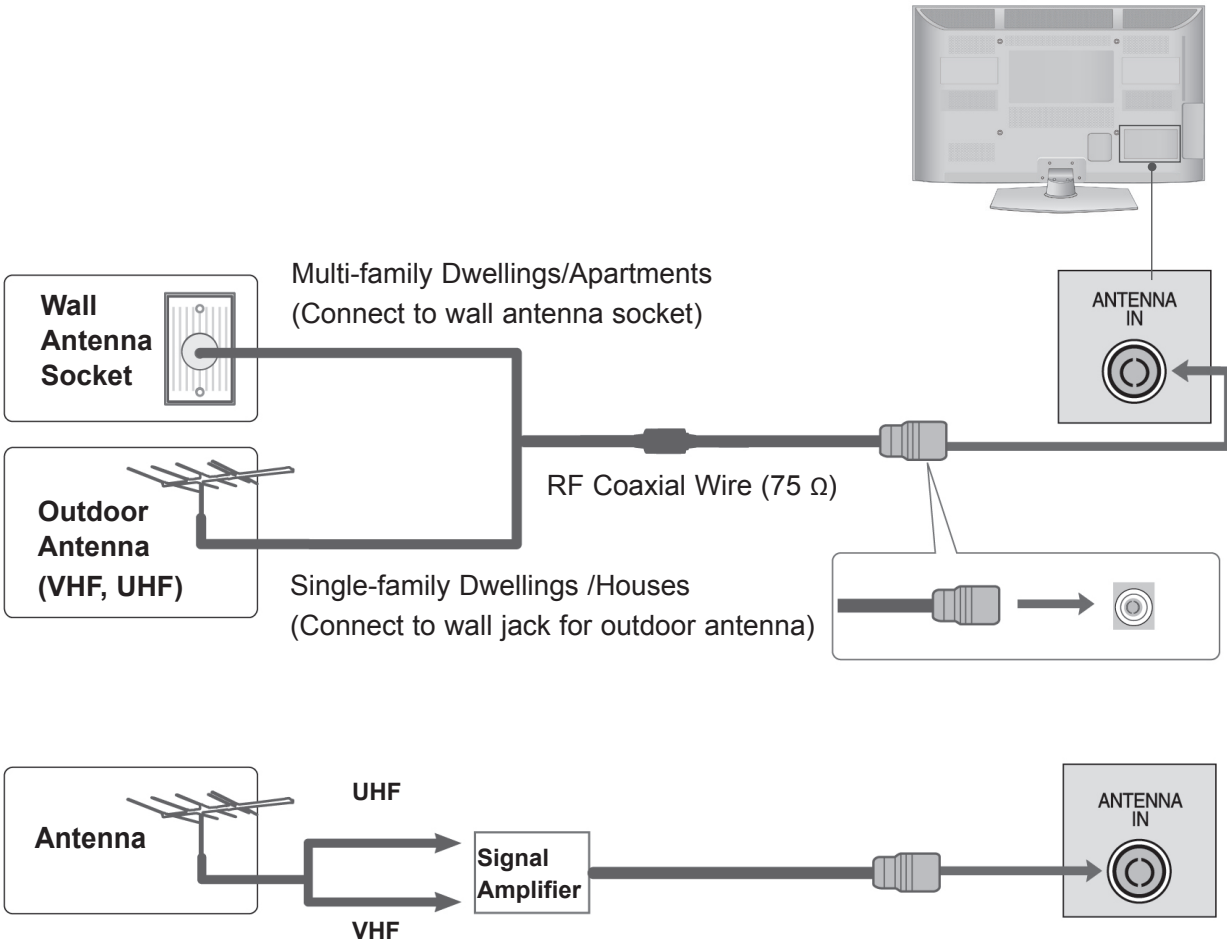 Multi-family Dwellings/Apartments
(Connect to wall antenna socket)
Wall
Antenna
Socket
ANTENNA
IN
RF Coaxial Wire (75 Ω)
Outdoor
Antenna
(VHF, UHF)
Single-family Dwellings /Houses
(Connect to wall jack for outdoor antenna)
Antenna
UHF
VHF
Signal
Amplifier
ANTENNA
IN